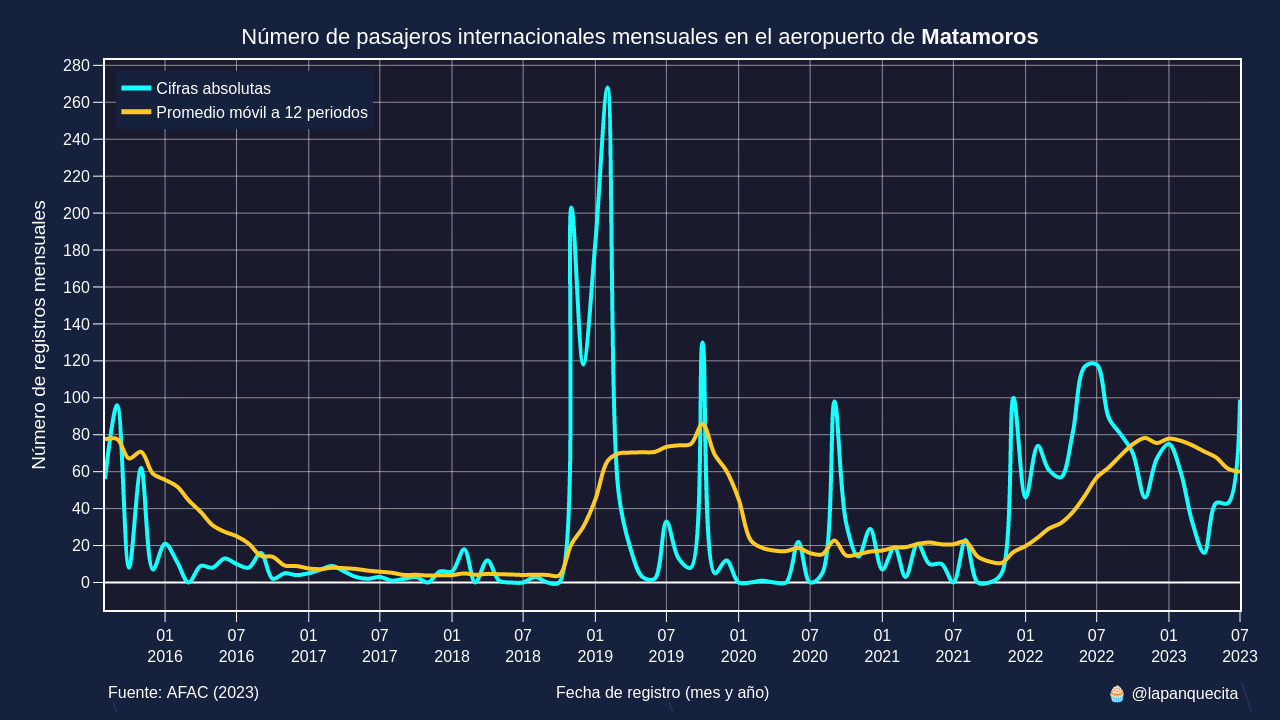 Número de pasajeros internacionales mensuales en el aeropuerto de Matamoros
Cifras absolutas
Promedio móvil a 12 periodos
Número de registros mensuales
280
260
240
220
200
180
160
140
120
100
80
60
40
20
0
01 07 01 07 01 07 01 07 01 07 01 07 01 07 01 07
2016 2016 2017 2017 2018 2018 2019 2019 2020 2020 2021 2021 2022 2022 2023 2023
Fuente: AFAC (2023) Fecha de registro (mes y año) 🧁 @lapanquecita